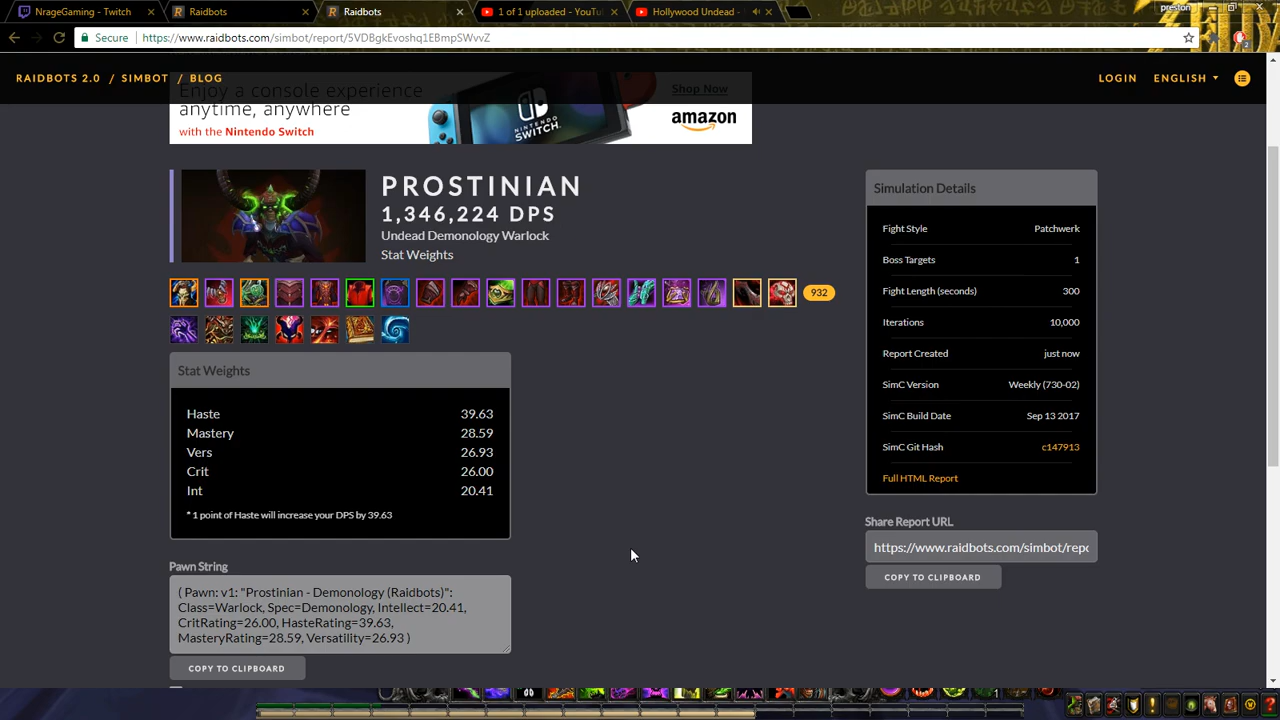 NrageGaming - Twitch
Raidbots
Raidbots
1 of 1 uploaded - YouTu
Hollywood Undead -
preston
Secure
https://www.raidbots.com/simbot/report/5VDBgkEvoshq1EBmpSWvvZ
RAIDBOTS 2.0 / SIMBOT / BLOG
LOGIN
ENGLISH
Enjoy a console experience
anytime, anywhere
with the Nintendo Switch
NINTENDO
SWITCH
Shop Now
amazon
PROSTINIAN
1,346,224 DPS
Undead Demonology Warlock
Stat Weights
932
Stat Weights
Haste 39.63
Mastery 28.59
Vers 26.93
Crit 26.00
Int 20.41
* 1 point of Haste will increase your DPS by 39.63
Pawn String
( Pawn: v1: "Prostinian - Demonology (Raidbots)":
Class=Warlock, Spec=Demonology, Intellect=20.41,
CritRating=26.00, HasteRating=39.63,
MasteryRating=28.59, Versatility=26.93 )
COPY TO CLIPBOARD
Simulation Details
Fight Style Patchwerk
Boss Targets 1
Fight Length (seconds) 300
Iterations 10,000
Report Created just now
SimC Version Weekly (730-02)
SimC Build Date Sep 13 2017
SimC Git Hash c147913
Full HTML Report
Share Report URL
https://www.raidbots.com/simbot/repo
COPY TO CLIPBOARD